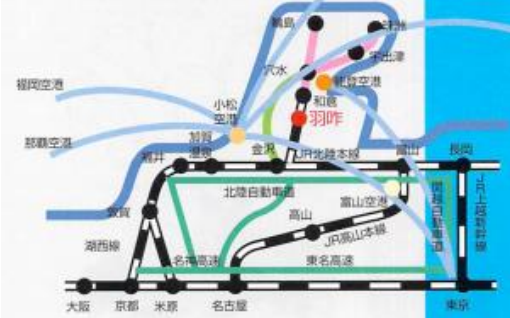 輪島
珠洲
宇出津
穴水
能登空港
福岡空港
和倉
小松
空港
羽咋
那覇空港
加賀
温泉
金沢
JR北陸本線
富山
長岡
福井
北陸自動車道
富山空港
関越自動車道
JR上越新幹線
敦賀
高山
JR高山本線
湖西線
名神高速
東名高速
大阪
京都
米原
名古屋
東京